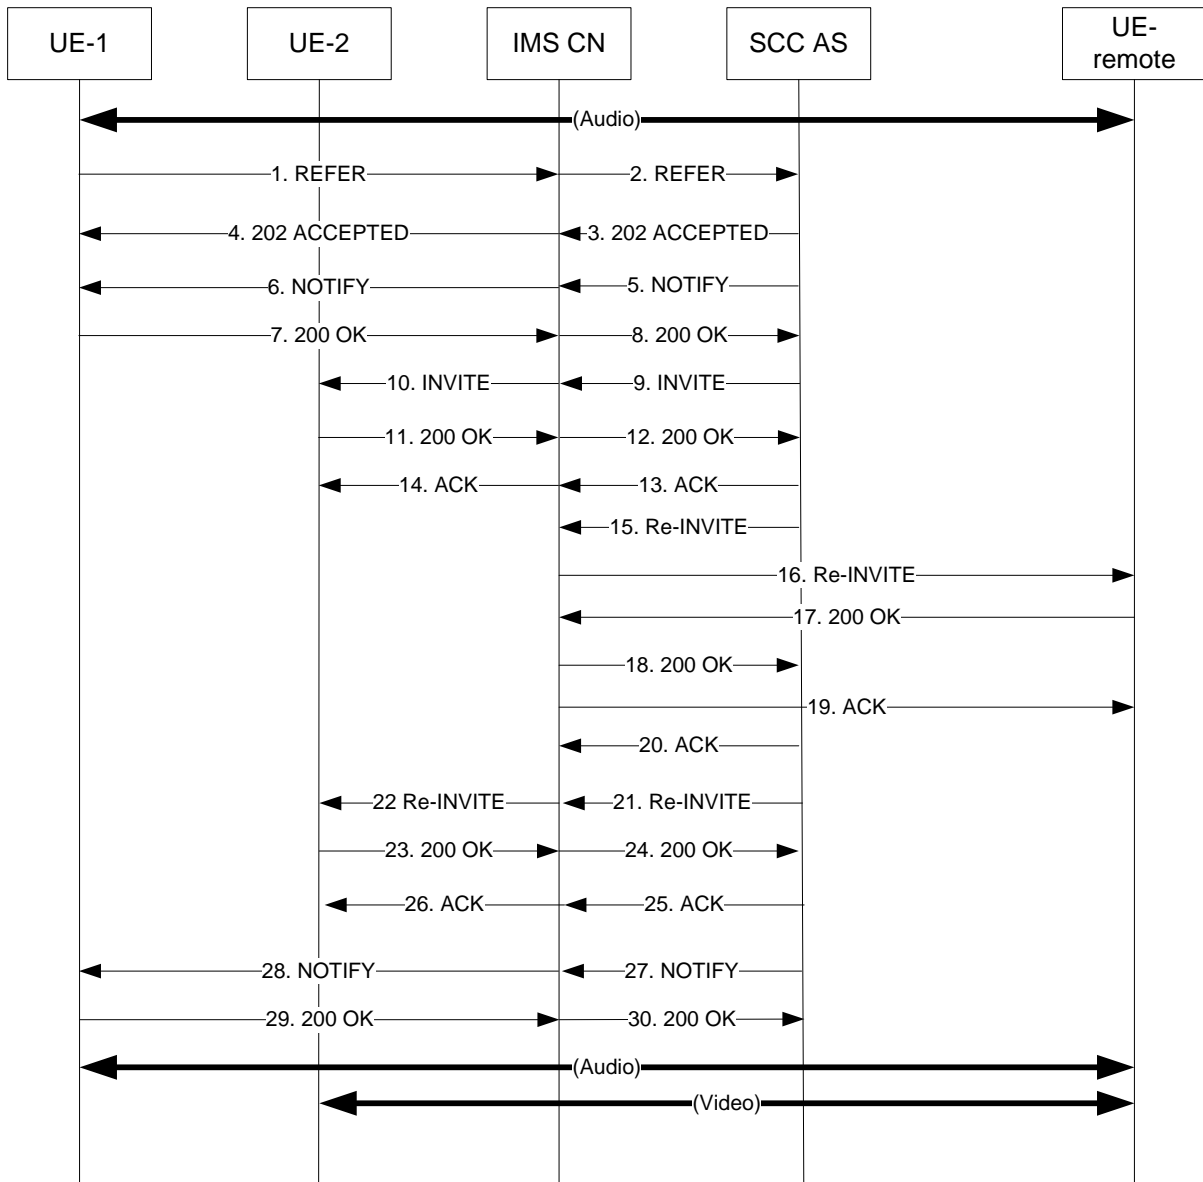 UE-1
UE-2
IMS CN
SCC AS
UE-
remote
(Audio)
1. REFER
2. REFER
4. 202 ACCEPTED
3. 202 ACCEPTED
6. NOTIFY
5. NOTIFY
7. 200 OK
8. 200 OK
10. INVITE
9. INVITE
11. 200 OK
12. 200 OK
14. ACK
13. ACK
15. Re-INVITE
16. Re-INVITE
17. 200 OK
18. 200 OK
19. ACK
20. ACK
22 Re-INVITE
21. Re-INVITE
23. 200 OK
24. 200 OK
26. ACK
25. ACK
28. NOTIFY
27. NOTIFY
29. 200 OK
30. 200 OK
(Audio)
(Video)